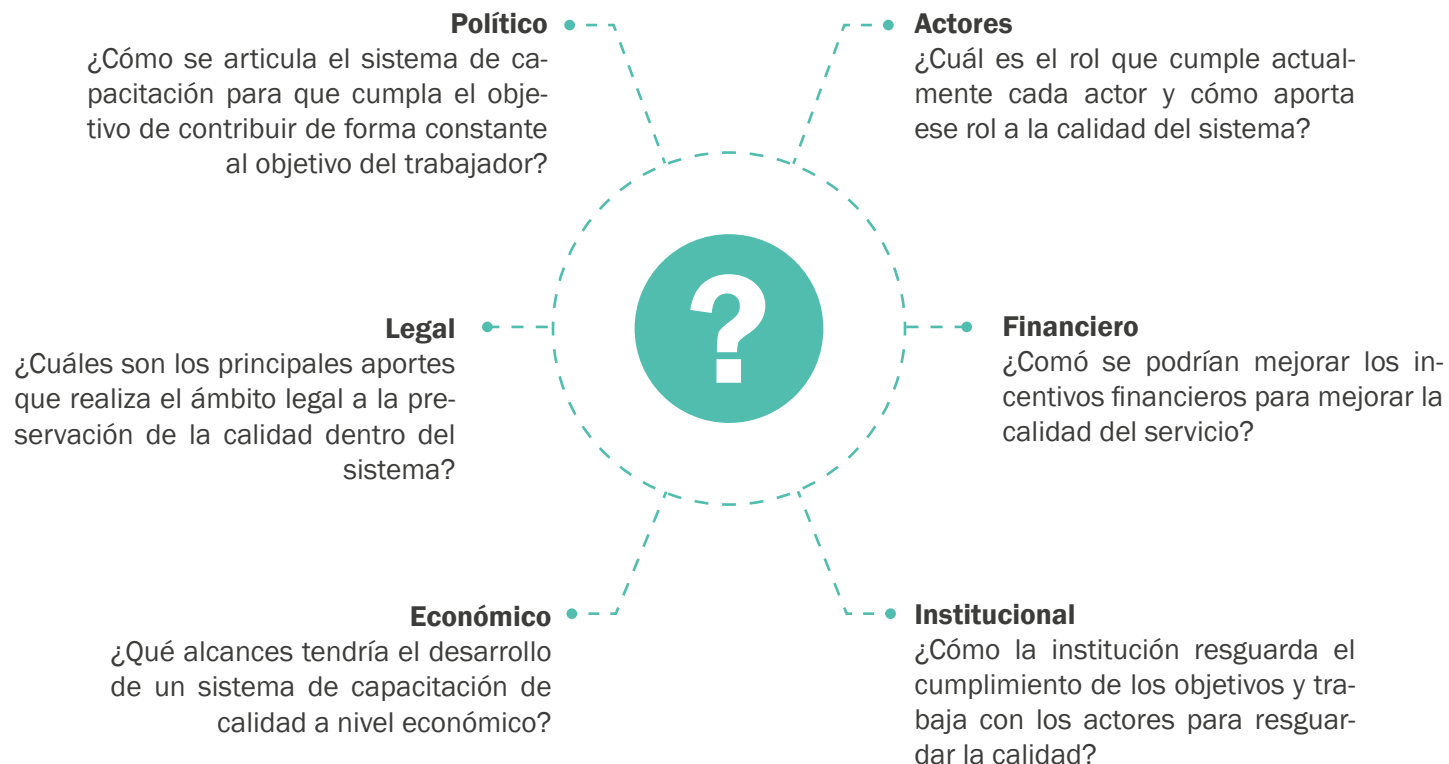 Político
¿Cómo se articula el sistema de ca-
pacitación para que cumpla el obje-
tivo de contribuir de forma constante
al objetivo del trabajador?
Actores
¿Cuál es el rol que cumple actual-
mente cada actor y cómo aporta
ese rol a la calidad del sistema?
?
Legal
¿Cuáles son los principales aportes
que realiza el ámbito legal a la pre-
servación de la calidad dentro del
sistema?
Financiero
¿Comó se podrían mejorar los in-
centivos financieros para mejorar la
calidad del servicio?
Económico
¿Qué alcances tendría el desarrollo
de un sistema de capacitación de
calidad a nivel económico?
Institucional
¿Cómo la institución resguarda el
cumplimiento de los objetivos y tra-
baja con los actores para resguar-
dar la calidad?